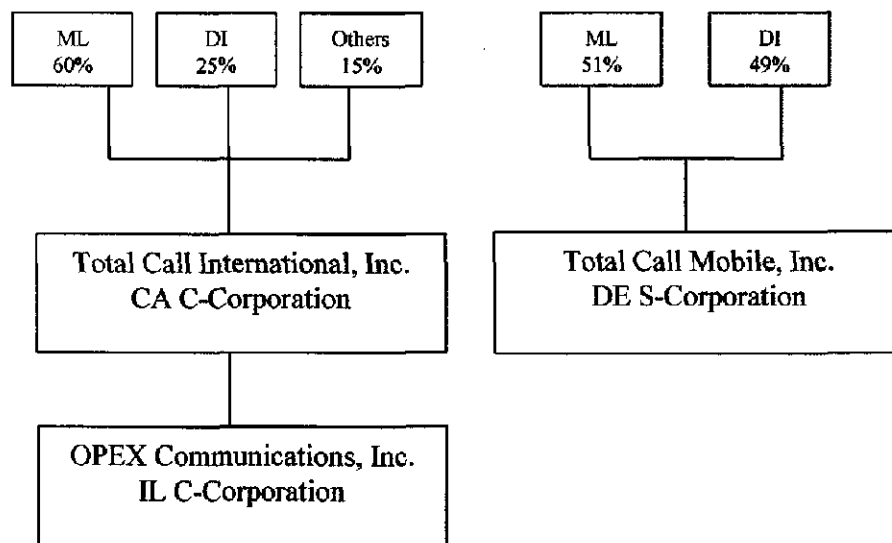 ML
60%
DI
25%
Others
15%
ML
51%
DI
49%
Total Call International, Inc.
CA C-Corporation
Total Call Mobile, Inc.
DE S-Corporation
OPEX Communications, Inc.
IL C-Corporation